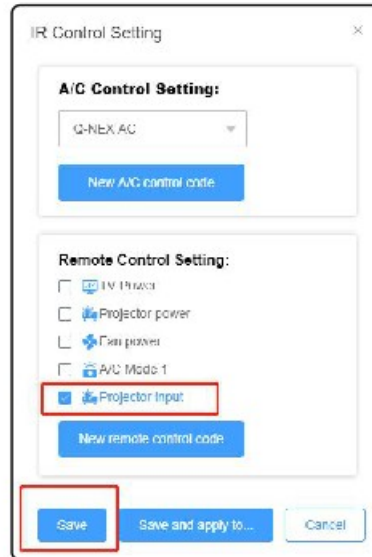 IR Control Setting
A/C Control Setting:
Q-NEX AC
New A/C control code
Remote Control Setting:
TV Power
Projector power
Fan power
A/C Mode 1
Projector Input
New remote control code
Save
Save and apply to...
Cancel